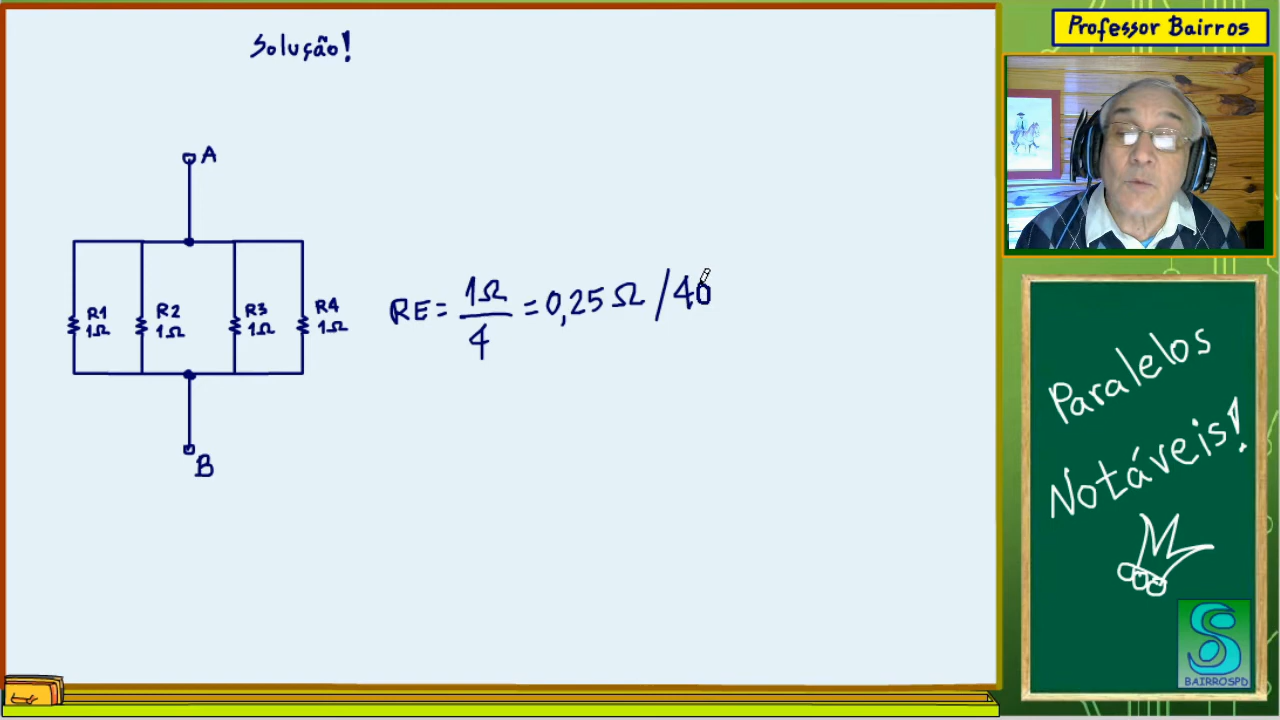 Solução!
Professor Bairros
A
R1
1Ω
R2
1Ω
R3
1Ω
R4
1Ω
B
RE = 1Ω/4 = 0,25 Ω / 40
Paralelos
Notáveis!
BAIRROSPD